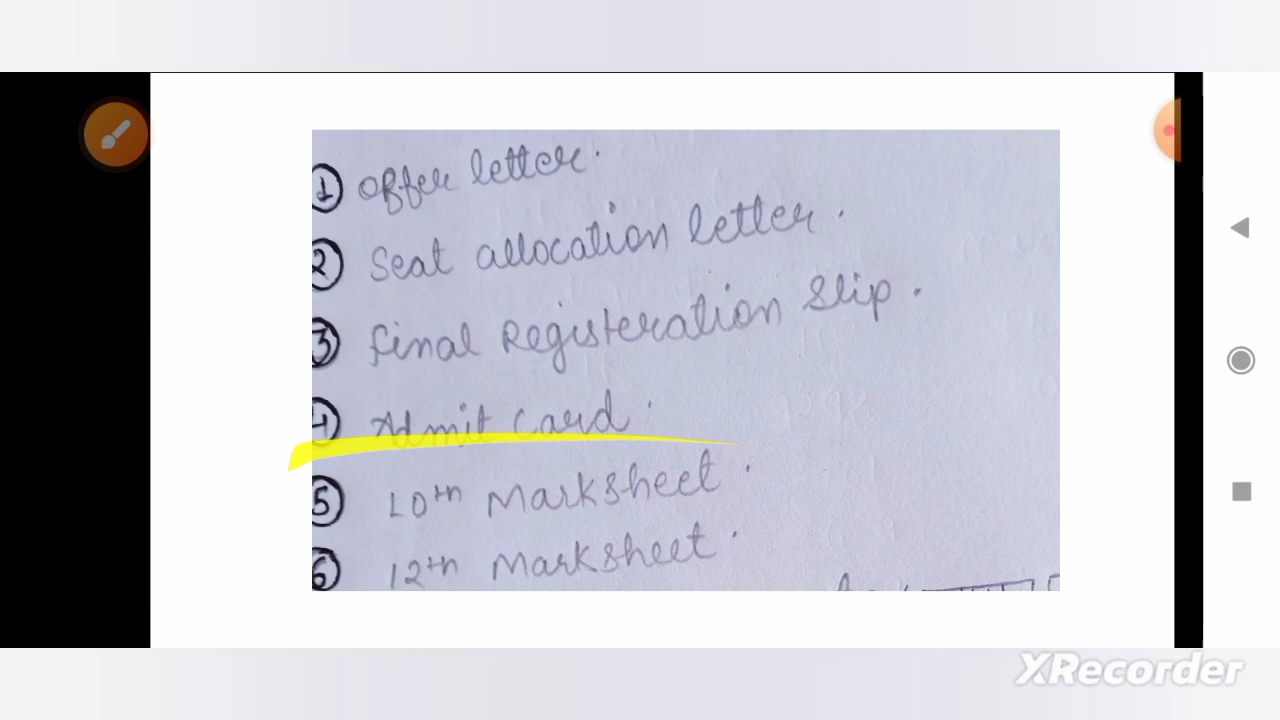 ① Offer letter.
② Seat allocation letter.
③ Final Registeration Slip.
④ Admit Card.
⑤ 10th Marksheet.
⑥ 12th Marksheet.
XRecorder